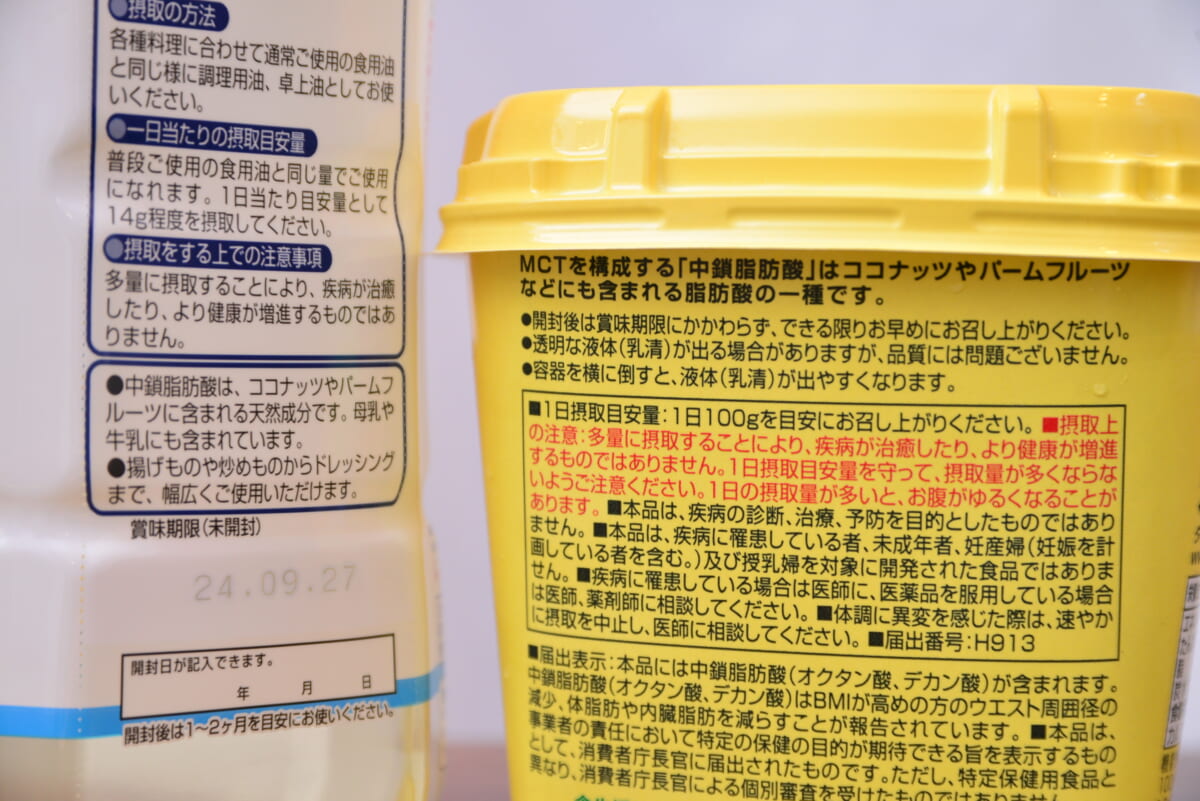 ●摂取の方法
各種料理に合わせて通常ご使用の食用油
と同じ様に調理用油、卓上油としてお使
いください。
●一日当たりの摂取目安量
普段ご使用の食用油と同じ量でご使用
になれます。1日当たり目安量として
14g程度を摂取してください。
●摂取をする上での注意事項
多量に摂取することにより、疾病が治癒
したり、より健康が増進するものではあ
りません。
●中鎖脂肪酸は、ココナッツやパームフ
ルーツに含まれる天然成分です。母乳や
牛乳にも含まれています。
●揚げものや炒めものからドレッシング
まで、幅広くご使用いただけます。
賞味期限(未開封)
24.09.27
開封日が記入できます。
年 月 日
開封後は1〜2ヶ月を目安にお使いください。
MCTを構成する「中鎖脂肪酸」はココナッツやパームフルーツ
などにも含まれる脂肪酸の一種です。
●開封後は賞味期限にかかわらず、できる限りお早めにお召し上がりください。
●透明な液体(乳清)が出る場合がありますが、品質には問題ございません。
●容器を横に倒すと、液体(乳清)が出やすくなります。
■1日摂取目安量:1日100gを目安にお召し上がりください。■摂取上
の注意:多量に摂取することにより、疾病が治癒したり、より健康が増進
するものではありません。1日摂取目安量を守って、摂取量が多くならな
いようご注意ください。1日の摂取量が多いと、お腹がゆるくなることが
あります。■本品は、疾病の診断、治療、予防を目的としたものではあり
ません。■本品は、疾病に罹患している者、未成年者、妊産婦(妊娠を計
画している者を含む。)及び授乳婦を対象に開発された食品ではありま
せん。■疾病に罹患している場合は医師に、医薬品を服用している場合
は医師、薬剤師に相談してください。■体調に異変を感じた際は、速やか
に摂取を中止し、医師に相談してください。■届出番号:H913
■届出表示:本品には中鎖脂肪酸(オクタン酸、デカン酸)が含まれます。
中鎖脂肪酸(オクタン酸、デカン酸)はBMIが高めの方のウエスト周囲径の
減少、体脂肪や内臓脂肪を減らすことが報告されています。■本品は、
事業者の責任において特定の保健の目的が期待できる旨を表示するもの
として、消費者庁長官に届出されたものです。ただし、特定保健用食品と
異なり、消費者庁長官による個別審査を受けたものではありません。